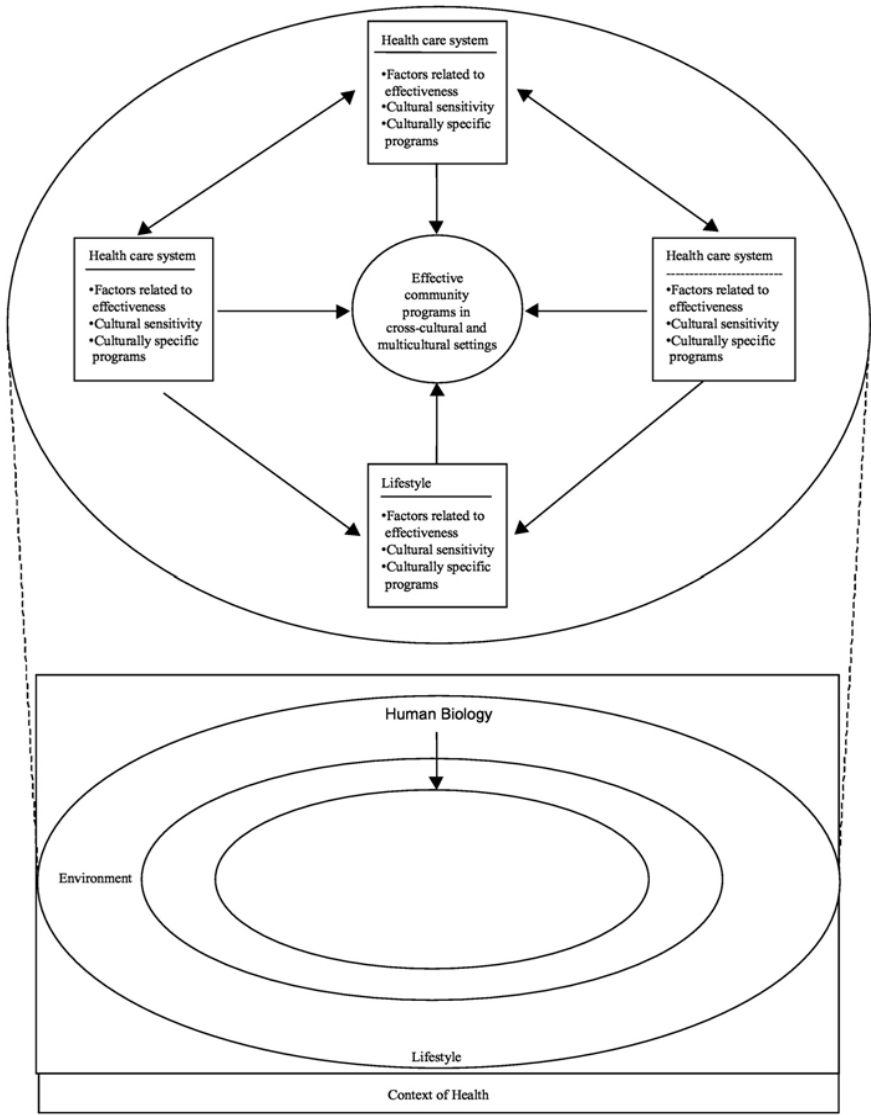 Health care system
•Factors related to
effectiveness
•Cultural sensitivity
•Culturally specific
programs
Health care system
•Factors related to
effectiveness
•Cultural sensitivity
•Culturally specific
programs
Effective
community
programs in
cross-cultural and
multicultural settings
Health care system
•Factors related to
effectiveness
•Cultural sensitivity
•Culturally specific
programs
Lifestyle
•Factors related to
effectiveness
•Cultural sensitivity
•Culturally specific
programs
Human Biology
Environment
Lifestyle
Context of Health